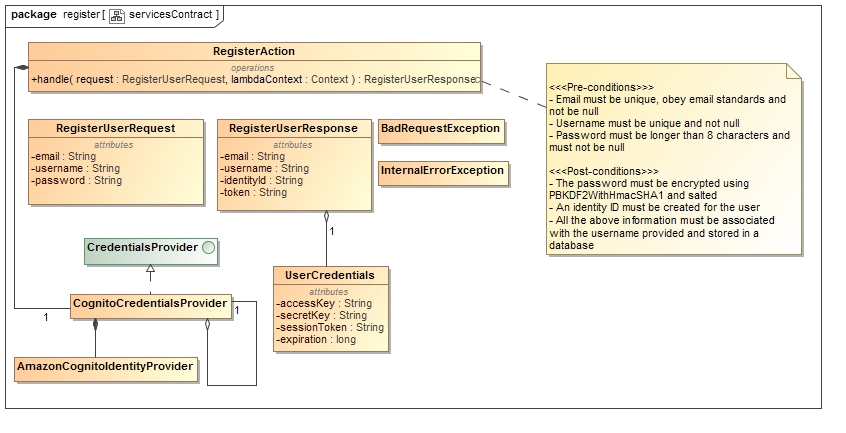 package register [ servicesContract ]
RegisterAction
operations
+handle( request : RegisterUserRequest, lambdaContext : Context ) : RegisterUserResponse
<<<Pre-conditions>>>
- Email must be unique, obey email standards and
not be null
- Username must be unique and not null
- Password must be longer than 8 characters and
must not be null
<<<Post-conditions>>>
- The password must be encrypted using
PBKDF2WithHmacSHA1 and salted
- An identity ID must be created for the user
- All the above information must be associated
with the username provided and stored in a
database
RegisterUserRequest
attributes
-email : String
-username : String
-password : String
RegisterUserResponse
attributes
-email : String
-username : String
-identityId : String
-token : String
BadRequestException
InternalErrorException
1
CredentialsProvider
UserCredentials
attributes
-accessKey : String
-secretKey : String
-sessionToken : String
-expiration : long
CognitoCredentialsProvider
1
1
AmazonCognitoIdentityProvider